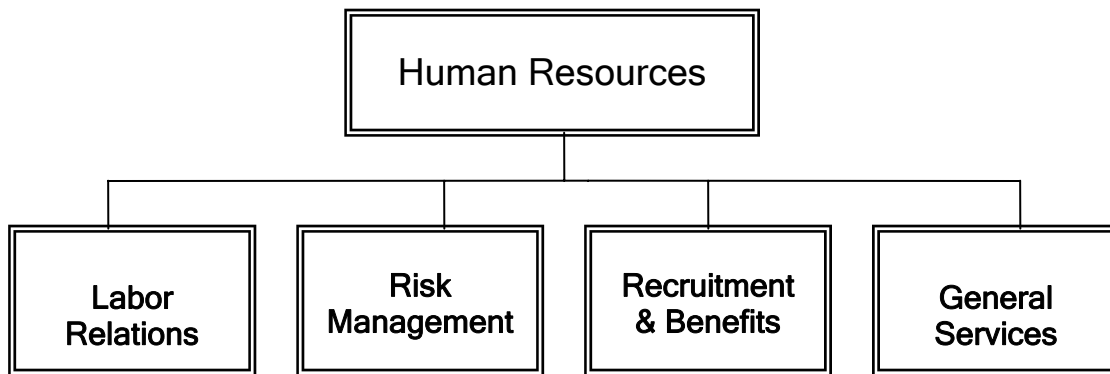 Human Resources
Labor
Relations
Risk
Management
Recruitment
& Benefits
General
Services